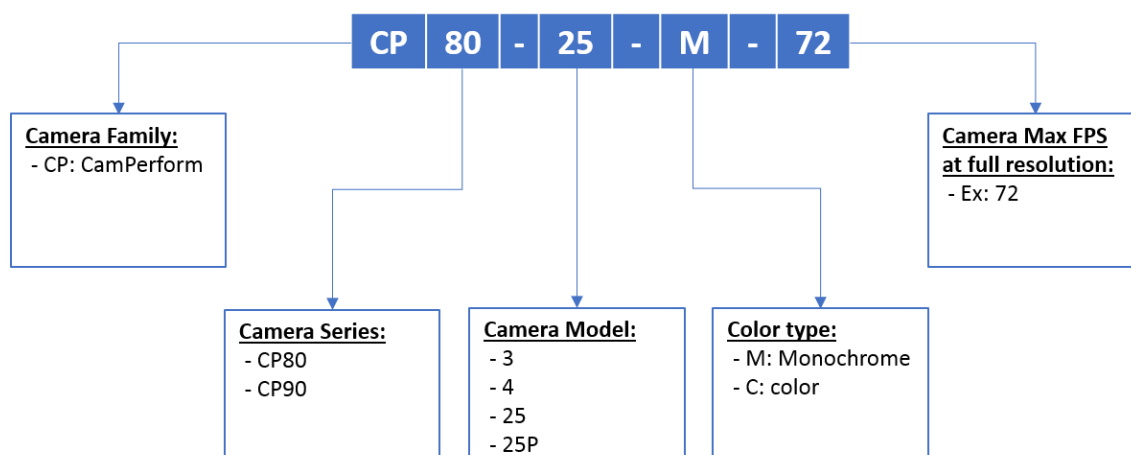 CP 80 - 25 - M - 72
Camera Family:
- CP: CamPerform
Camera Max FPS
at full resolution:
- Ex: 72
Camera Series:
- CP80
- CP90
Camera Model:
- 3
- 4
- 25
- 25P
Color type:
- M: Monochrome
- C: color